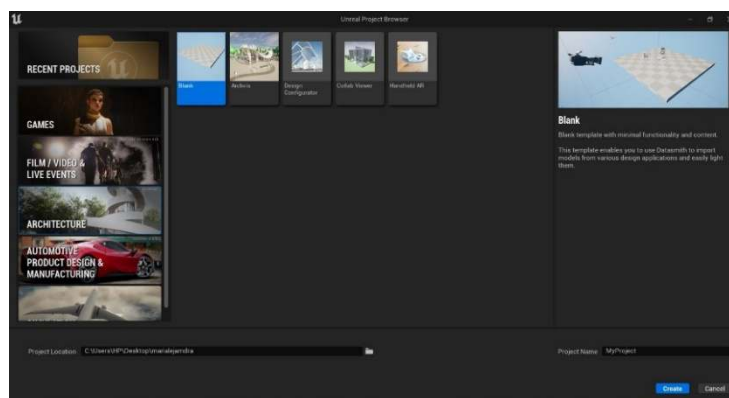 Unreal Project Browser
RECENT PROJECTS
GAMES
FILM / VIDEO &
LIVE EVENTS
ARCHITECTURE
AUTOMOTIVE
PRODUCT DESIGN &
MANUFACTURING
Blank
Archvis
Design
Configurator
Collab Viewer
Handheld AR
Blank
Blank template with minimal functionality and content.
This template enables you to use Datasmith to import
models from various design applications and easily light
them.
Project Location
Project Name
MyProject
Create
Cancel